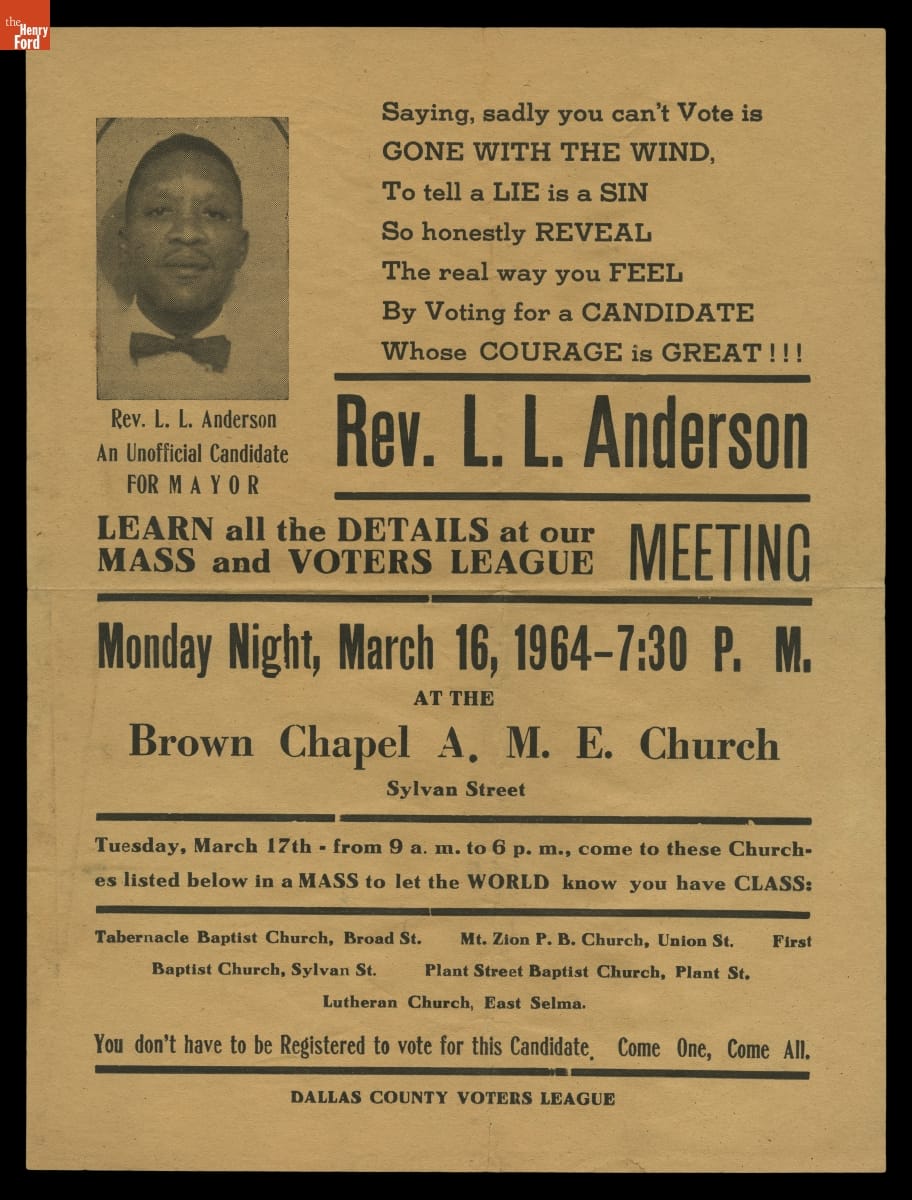 the
Henry
Ford
Saying, sadly you can't Vote is
GONE WITH THE WIND,
To tell a LIE is a SIN
So honestly REVEAL
The real way you FEEL
By Voting for a CANDIDATE
Whose COURAGE is GREAT!!!
Rev. L. L. Anderson
An Unofficial Candidate
FOR MAYOR
Rev. L. L. Anderson
LEARN all the DETAILS at our
MASS and VOTERS LEAGUE
MEETING
Monday Night, March 16, 1964-7:30 P. M.
AT THE
Brown Chapel A. M. E. Church
Sylvan Street
Tuesday, March 17th - from 9 a. m. to 6 p. m., come to these Church-
es listed below in a MASS to let the WORLD know you have CLASS:
Tabernacle Baptist Church, Broad St. Mt. Zion P. B. Church, Union St. First
Baptist Church, Sylvan St. Plant Street Baptist Church, Plant St.
Lutheran Church, East Selma.
You don't have to be Registered to vote for this Candidate. Come One, Come All.
DALLAS COUNTY VOTERS LEAGUE